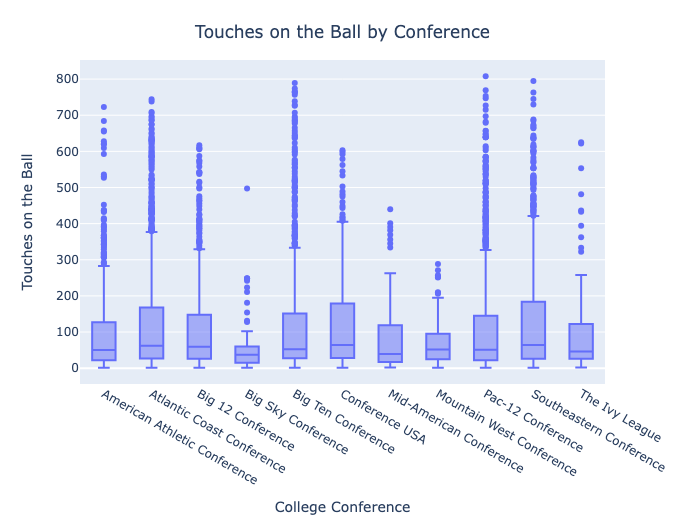 Touches on the Ball by Conference
Touches on the Ball
800
700
600
500
400
300
200
100
0
American Athletic Conference
Atlantic Coast Conference
Big 12 Conference
Big Sky Conference
Big Ten Conference
Conference USA
Mid-American Conference
Mountain West Conference
Pac-12 Conference
Southeastern Conference
The Ivy League
College Conference